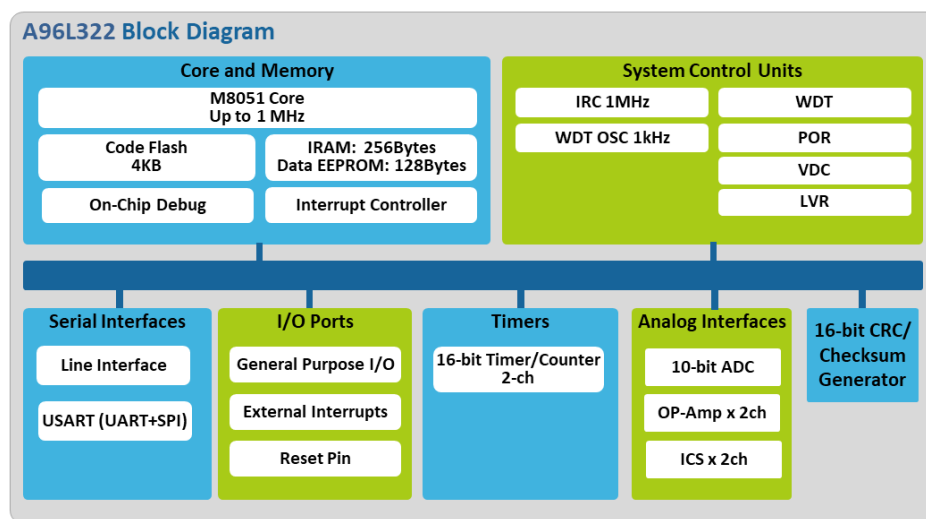 A96L322 Block Diagram
Core and Memory
M8051 Core
Up to 1 MHz
Code Flash
4KB
IRAM: 256Bytes
Data EEPROM: 128Bytes
On-Chip Debug
Interrupt Controller
System Control Units
IRC 1MHz
WDT
WDT OSC 1kHz
POR
VDC
LVR
Serial Interfaces
Line Interface
USART (UART+SPI)
I/O Ports
General Purpose I/O
External Interrupts
Reset Pin
Timers
16-bit Timer/Counter
2-ch
Analog Interfaces
10-bit ADC
OP-Amp x 2ch
ICS x 2ch
16-bit CRC/
Checksum
Generator